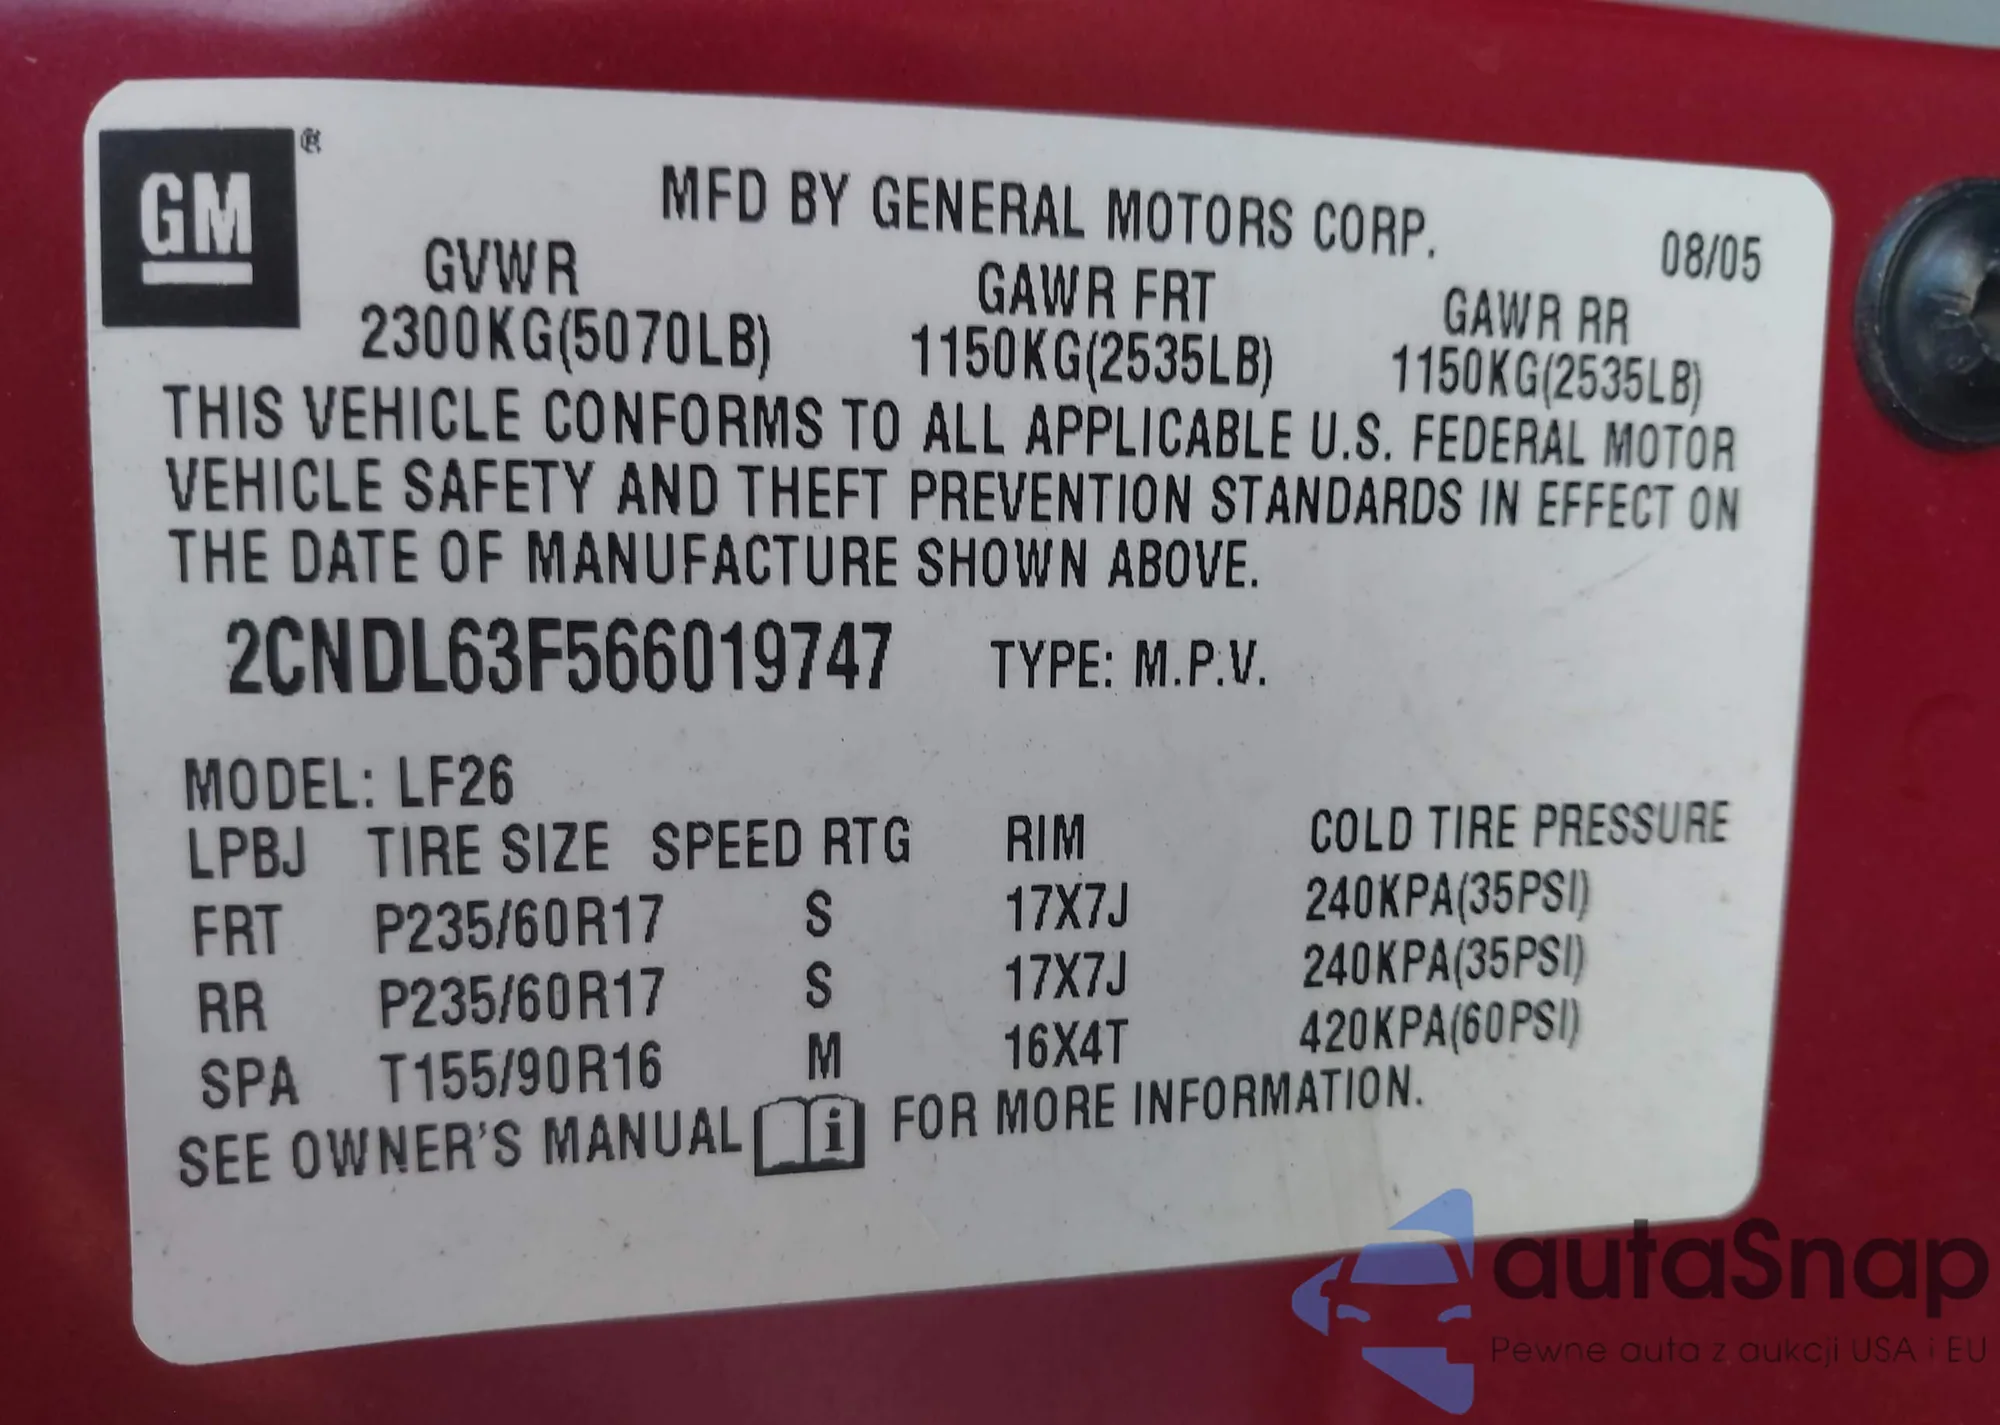 GM®
MFD BY GENERAL MOTORS CORP. 08/05
GVWR GAWR FRT GAWR RR
2300KG(5070LB) 1150KG(2535LB) 1150KG(2535LB)
THIS VEHICLE CONFORMS TO ALL APPLICABLE U.S. FEDERAL MOTOR
VEHICLE SAFETY AND THEFT PREVENTION STANDARDS IN EFFECT ON
THE DATE OF MANUFACTURE SHOWN ABOVE.
2CNDL63F566019747 TYPE: M.P.V.
MODEL: LF26
LPBJ TIRE SIZE SPEED RTG RIM COLD TIRE PRESSURE
FRT P235/60R17 S 17X7J 240KPA(35PSI)
RR P235/60R17 S 17X7J 240KPA(35PSI)
SPA T155/90R16 M 16X4T 420KPA(60PSI)
SEE OWNER'S MANUAL i FOR MORE INFORMATION.
autaSnap
Pewne auta z aukcji USA i EU